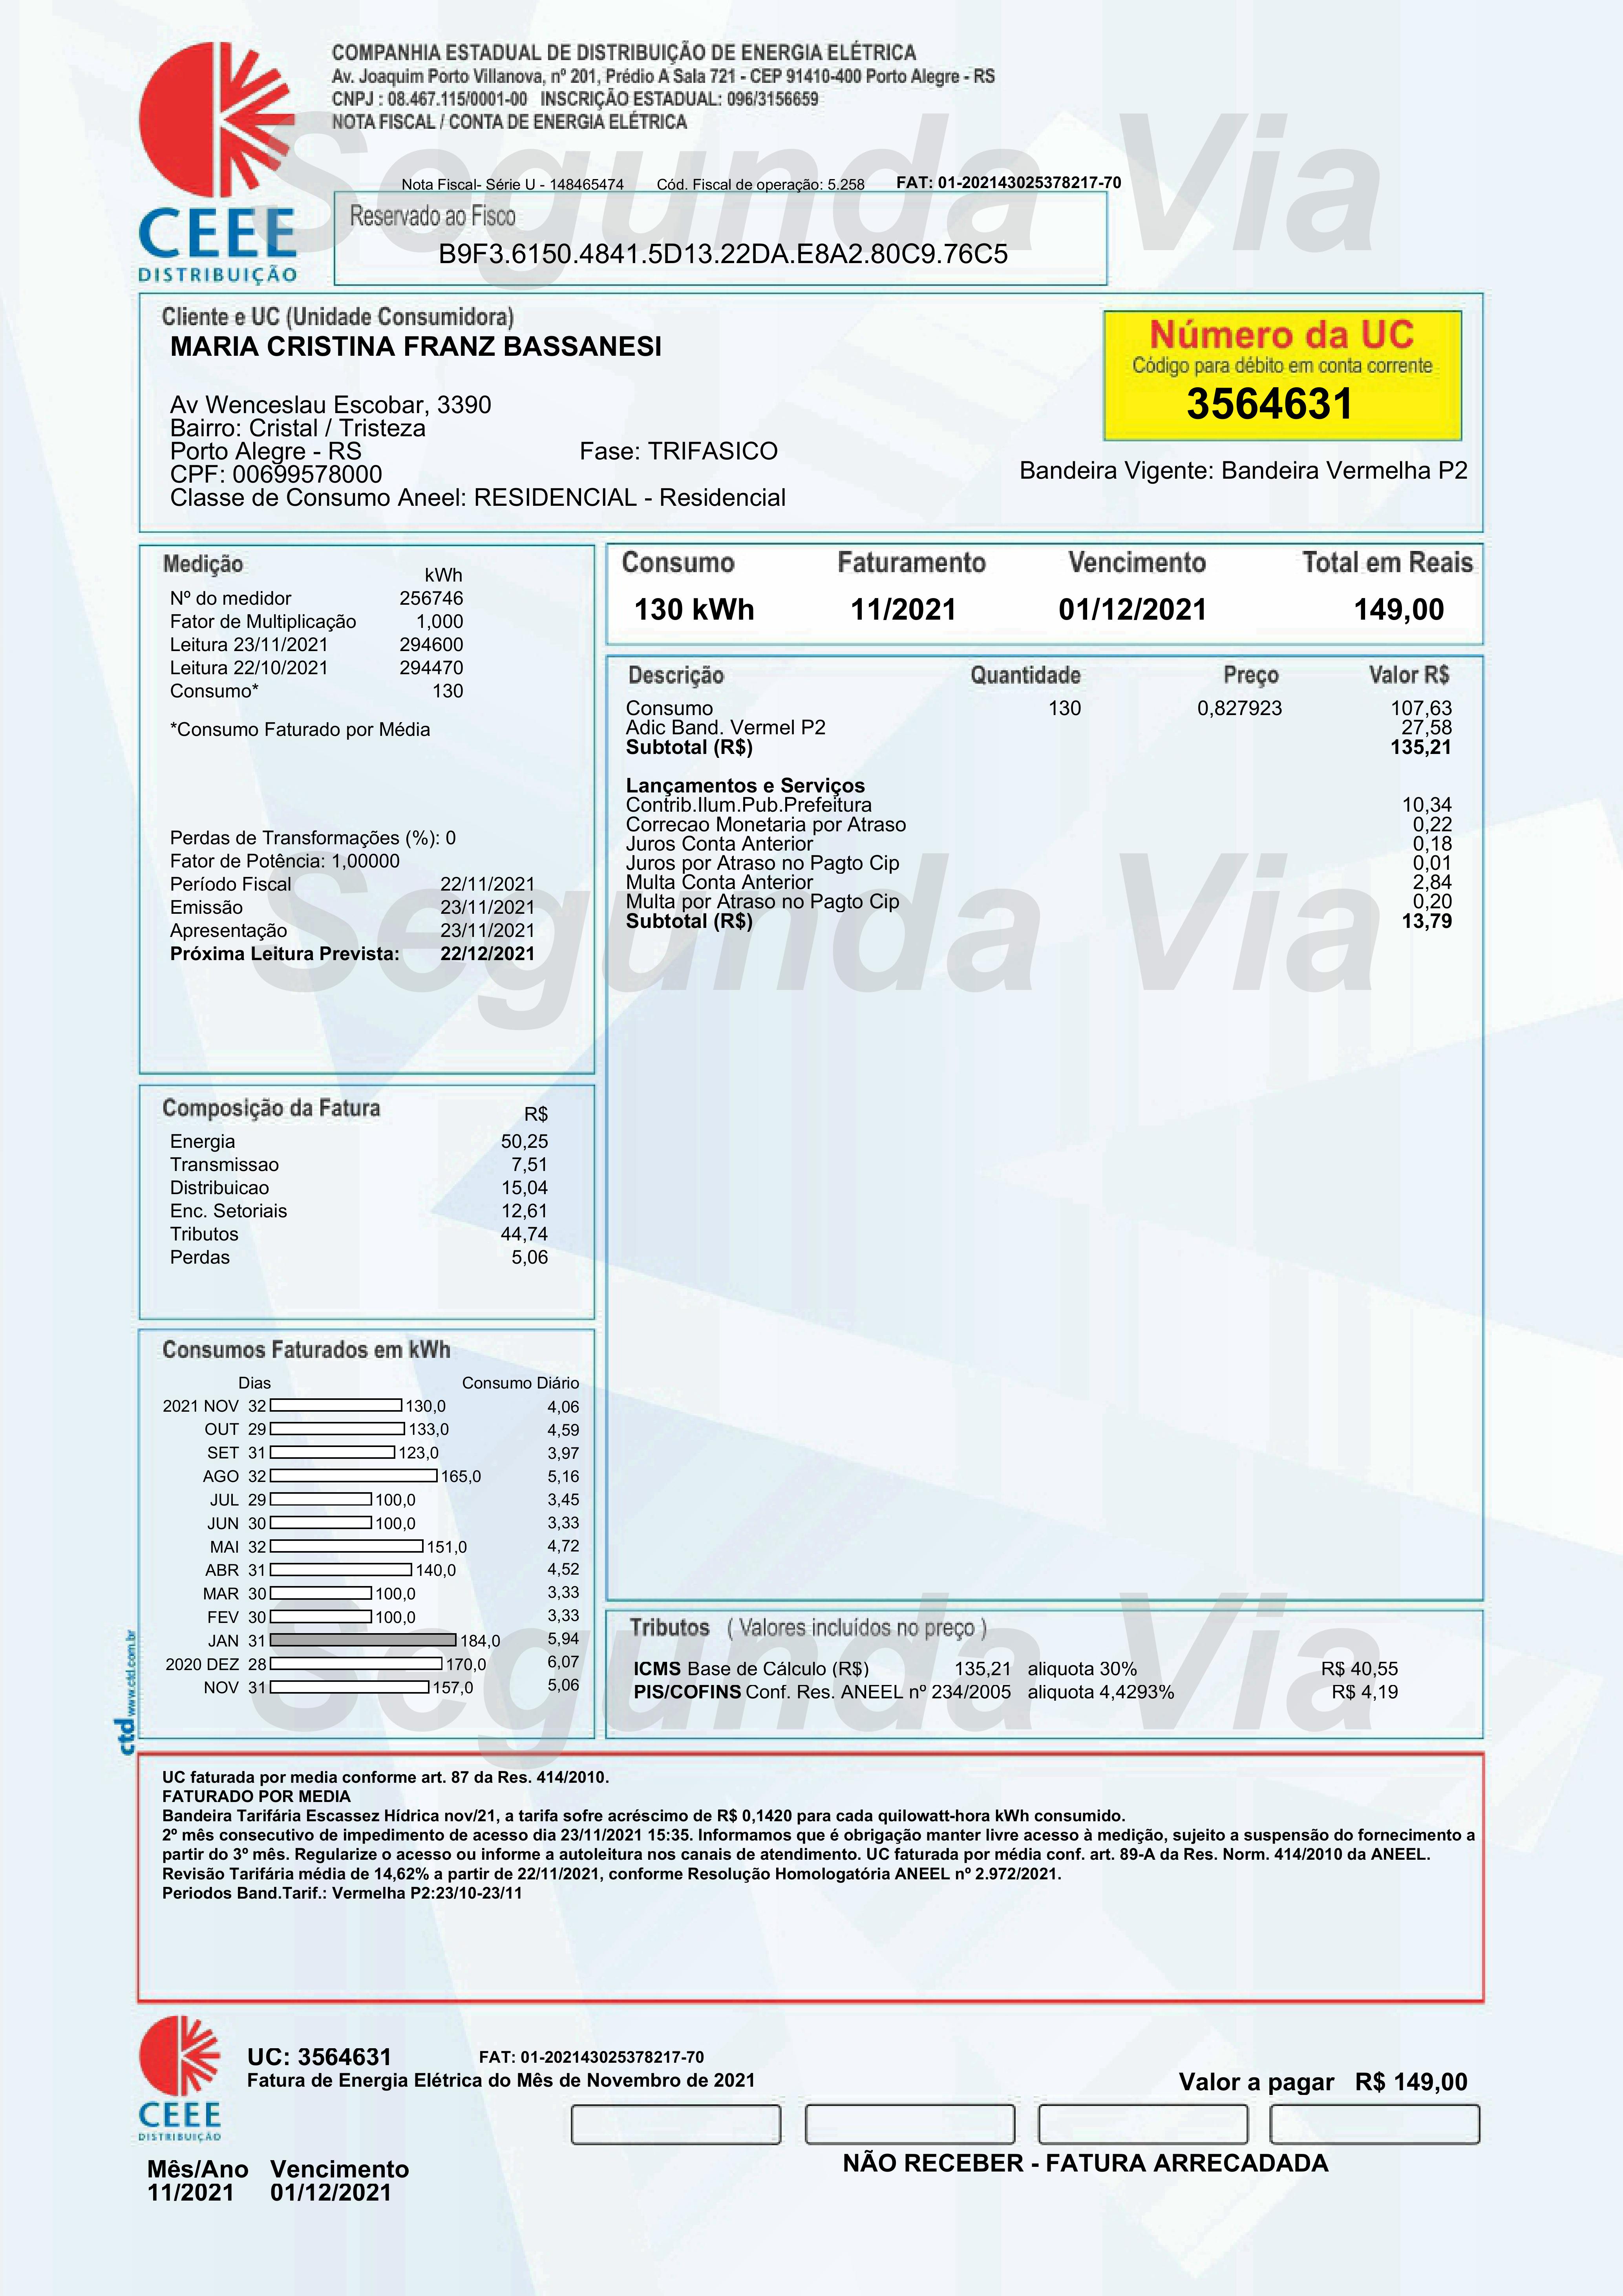 COMPANHIA ESTADUAL DE DISTRIBUIÇÃO DE ENERGIA ELÉTRICA
Av. Joaquim Porto Villanova, nº 201, Prédio A Sala 721 - CEP 91410-400 Porto Alegre - RS
CNPJ : 08.467.115/0001-00 INSCRIÇÃO ESTADUAL: 096/3156659
NOTA FISCAL / CONTA DE ENERGIA ELÉTRICA
Segunda Via
Nota Fiscal- Série U - 148465474 Cód. Fiscal de operação: 5.258 FAT: 01-202143025378217-70
CEEE
DISTRIBUIÇÃO
Reservado ao Fisco
B9F3.6150.4841.5D13.22DA.E8A2.80C9.76C5
Cliente e UC (Unidade Consumidora)
MARIA CRISTINA FRANZ BASSANESI
Av Wenceslau Escobar, 3390
Bairro: Cristal / Tristeza
Porto Alegre - RS Fase: TRIFASICO
CPF: 00699578000
Classe de Consumo Aneel: RESIDENCIAL - Residencial
Número da UC
Código para débito em conta corrente
3564631
Bandeira Vigente: Bandeira Vermelha P2
Medição
kWh
Nº do medidor 256746
Fator de Multiplicação 1,000
Leitura 23/11/2021 294600
Leitura 22/10/2021 294470
Consumo* 130
*Consumo Faturado por Média
Perdas de Transformações (%): 0
Fator de Potência: 1,00000
Período Fiscal 22/11/2021
Emissão 23/11/2021
Apresentação 23/11/2021
Próxima Leitura Prevista: 22/12/2021
Consumo Faturamento Vencimento Total em Reais
130 kWh 11/2021 01/12/2021 149,00
Descrição Quantidade Preço Valor R$
Consumo 130 0,827923 107,63
Adic Band. Vermel P2 27,58
Subtotal (R$) 135,21
Lançamentos e Serviços
Contrib.Ilum.Pub.Prefeitura 10,34
Correcao Monetaria por Atraso 0,22
Juros Conta Anterior 0,18
Juros por Atraso no Pagto Cip 0,01
Multa Conta Anterior 2,84
Multa por Atraso no Pagto Cip 0,20
Subtotal (R$) 13,79
Segunda Via
Composição da Fatura R$
Energia 50,25
Transmissao 7,51
Distribuicao 15,04
Enc. Setoriais 12,61
Tributos 44,74
Perdas 5,06
Consumos Faturados em kWh
Dias Consumo Diário
2021 NOV 32 130,0 4,06
OUT 29 133,0 4,59
SET 31 123,0 3,97
AGO 32 165,0 5,16
JUL 29 100,0 3,45
JUN 30 100,0 3,33
MAI 32 151,0 4,72
ABR 31 140,0 4,52
MAR 30 100,0 3,33
FEV 30 100,0 3,33
JAN 31 184,0 5,94
2020 DEZ 28 170,0 6,07
NOV 31 157,0 5,06
ctd www.ctd.com.br
Segunda Via
Tributos ( Valores incluídos no preço )
ICMS Base de Cálculo (R$) 135,21 aliquota 30% R$ 40,55
PIS/COFINS Conf. Res. ANEEL nº 234/2005 aliquota 4,4293% R$ 4,19
UC faturada por media conforme art. 87 da Res. 414/2010.
FATURADO POR MEDIA
Bandeira Tarifária Escassez Hídrica nov/21, a tarifa sofre acréscimo de R$ 0,1420 para cada quilowatt-hora kWh consumido.
2º mês consecutivo de impedimento de acesso dia 23/11/2021 15:35. Informamos que é obrigação manter livre acesso à medição, sujeito a suspensão do fornecimento a
partir do 3º mês. Regularize o acesso ou informe a autoleitura nos canais de atendimento. UC faturada por média conf. art. 89-A da Res. Norm. 414/2010 da ANEEL.
Revisão Tarifária média de 14,62% a partir de 22/11/2021, conforme Resolução Homologatória ANEEL nº 2.972/2021.
Periodos Band.Tarif.: Vermelha P2:23/10-23/11
CEEE
DISTRIBUIÇÃO
UC: 3564631 FAT: 01-202143025378217-70
Fatura de Energia Elétrica do Mês de Novembro de 2021
Valor a pagar R$ 149,00
NÃO RECEBER - FATURA ARRECADADA
Mês/Ano Vencimento
11/2021 01/12/2021